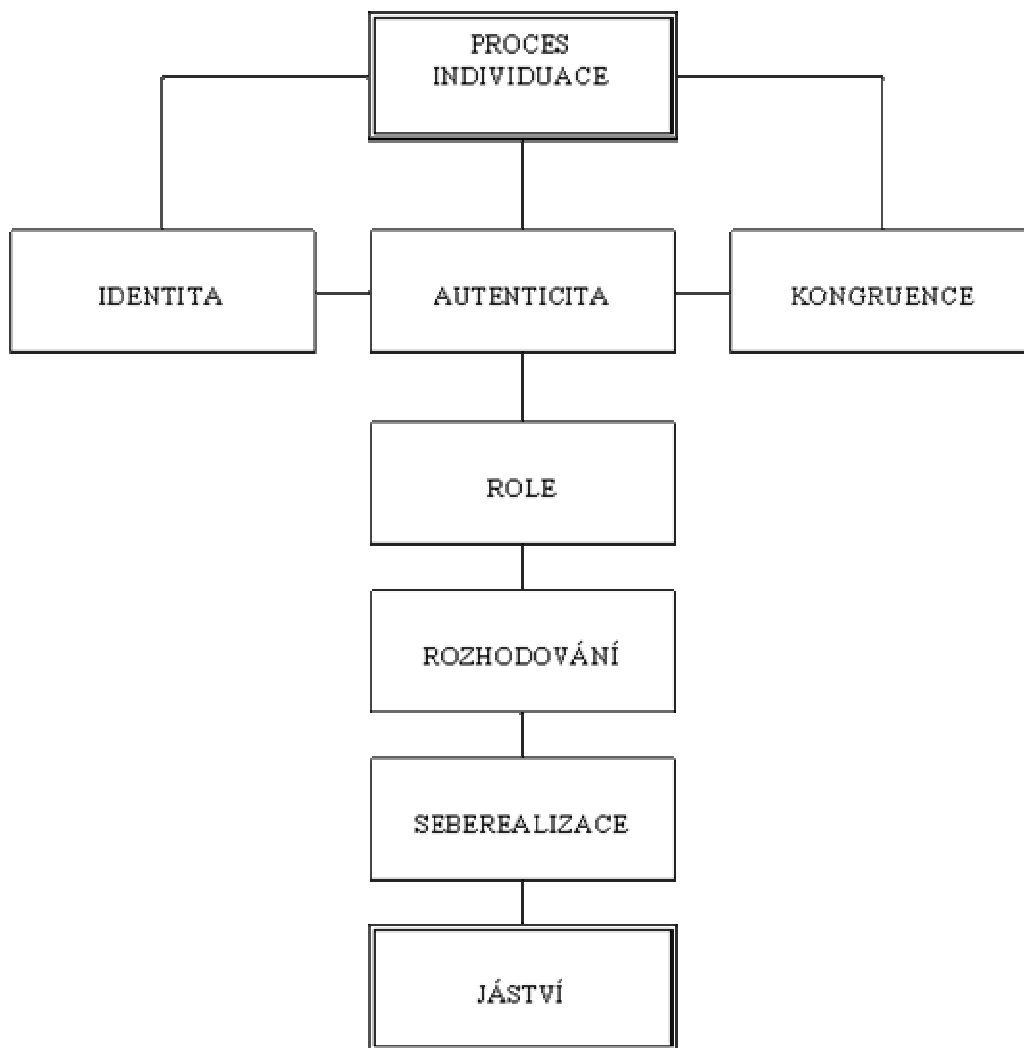 PROCES
INDIVIDUACE
IDENTITA
AUTENTICITA
KONGRUENCE
ROLE
ROZHODOVÁNÍ
SEBEREALIZACE
JÁSTVÍ